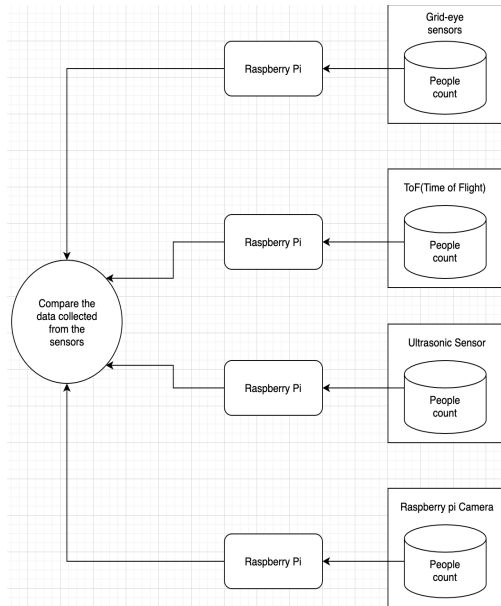 Grid-eye
sensors
Raspberry Pi
People
count
ToF(Time of Flight)
Raspberry Pi
People
count
Compare the
data collected
from the
sensors
Ultrasonic Sensor
Raspberry Pi
People
count
Raspberry pi Camera
Raspberry Pi
People
count